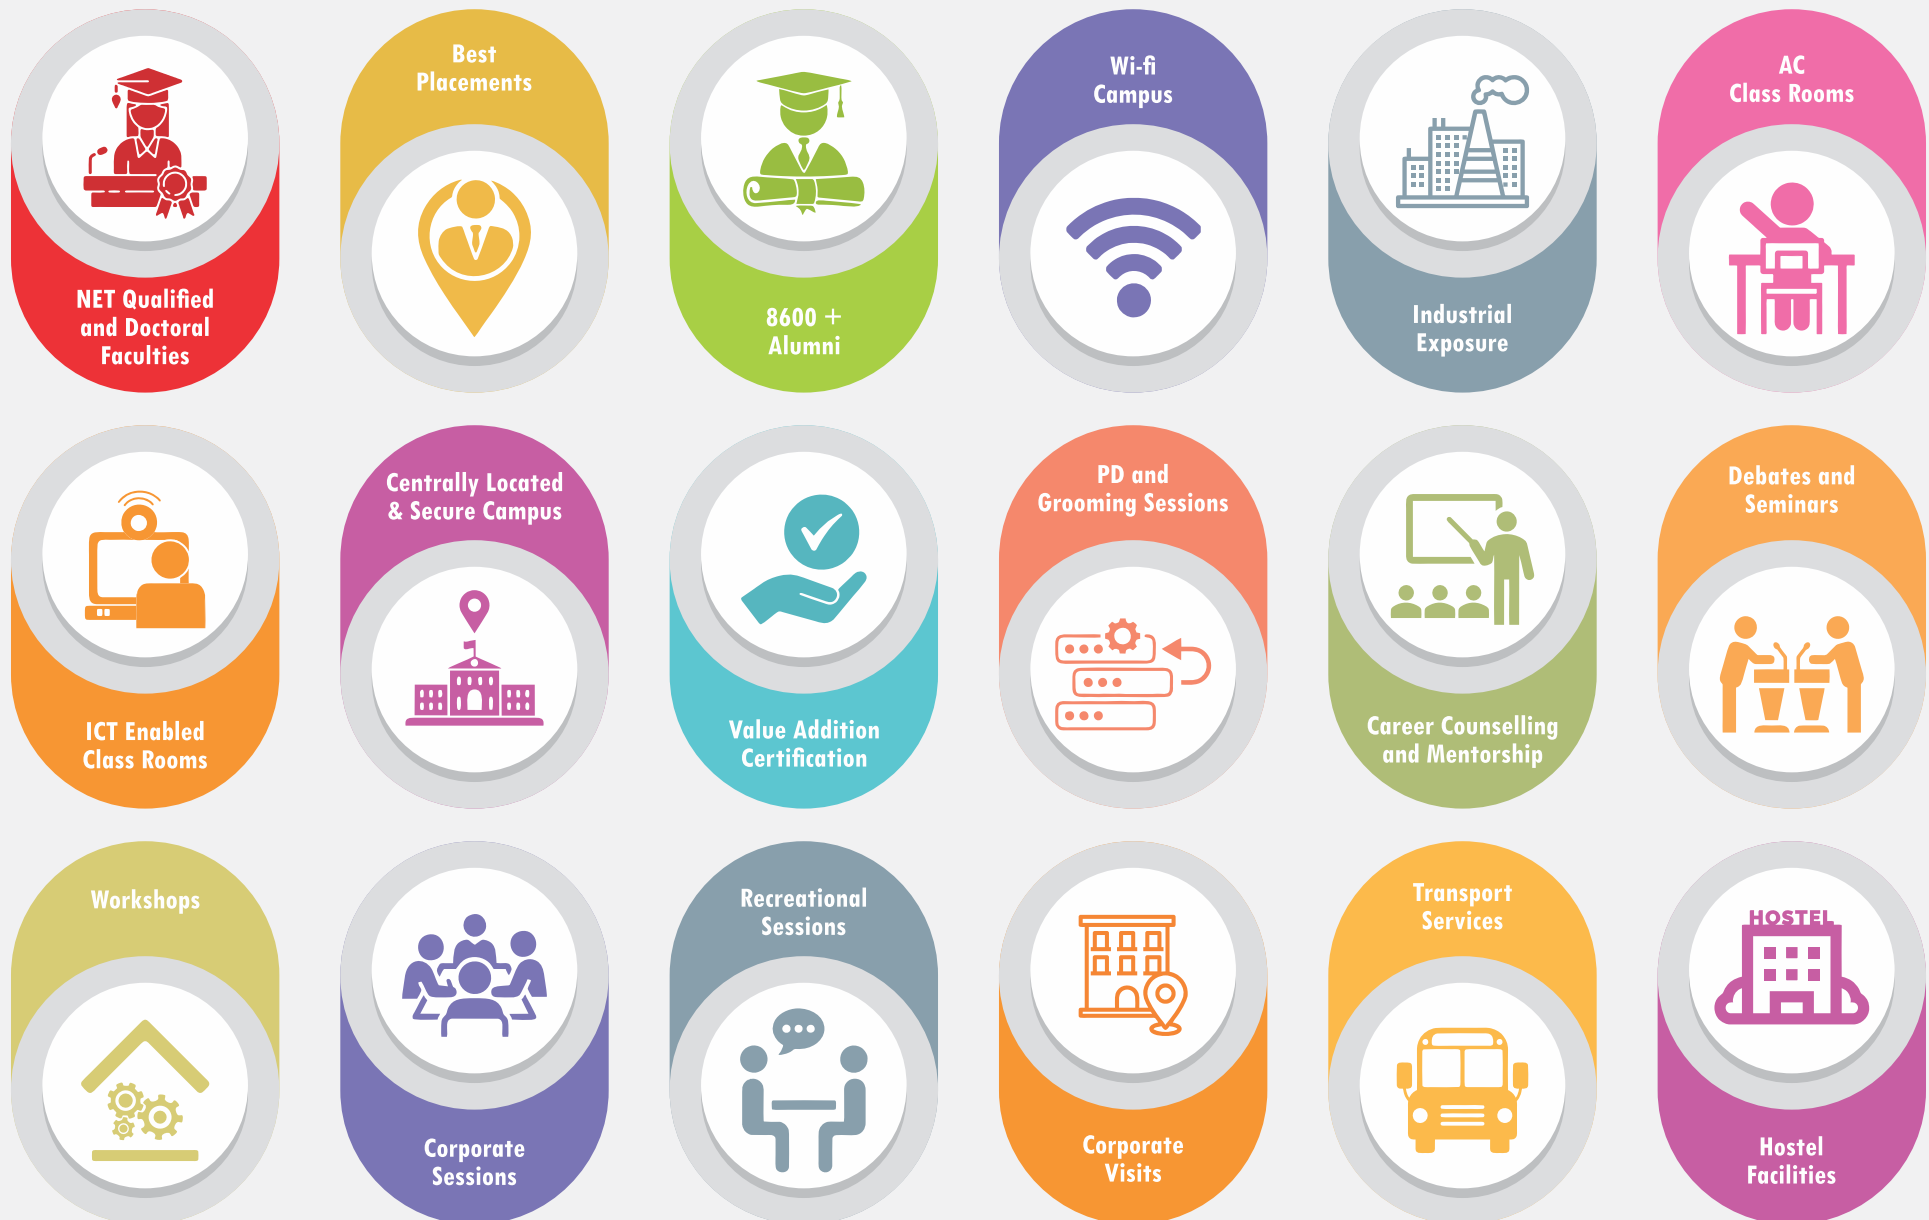 NET Qualified
and Doctoral
Faculties
Best
Placements
8600 +
Alumni
Wi-fi
Campus
Industrial
Exposure
AC
Class Rooms
ICT Enabled
Class Rooms
Centrally Located
& Secure Campus
Value Addition
Certification
PD and
Grooming Sessions
Career Counselling
and Mentorship
Debates and
Seminars
Workshops
Corporate
Sessions
Recreational
Sessions
Corporate
Visits
Transport
Services
HOSTEL
Hostel
Facilities